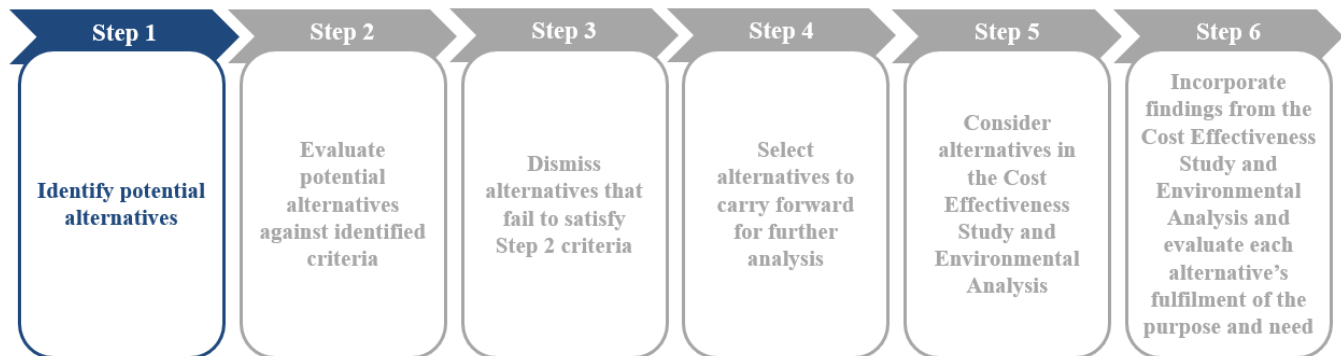 Step 1
Identify potential
alternatives
Step 2
Evaluate
potential
alternatives
against identified
criteria
Step 3
Dismiss
alternatives that
fail to satisfy
Step 2 criteria
Step 4
Select
alternatives to
carry forward
for further
analysis
Step 5
Consider
alternatives in
the Cost
Effectiveness
Study and
Environmental
Analysis
Step 6
Incorporate
findings from the
Cost Effectiveness
Study and
Environmental
Analysis and
evaluate each
alternative’s
fulfilment of the
purpose and need